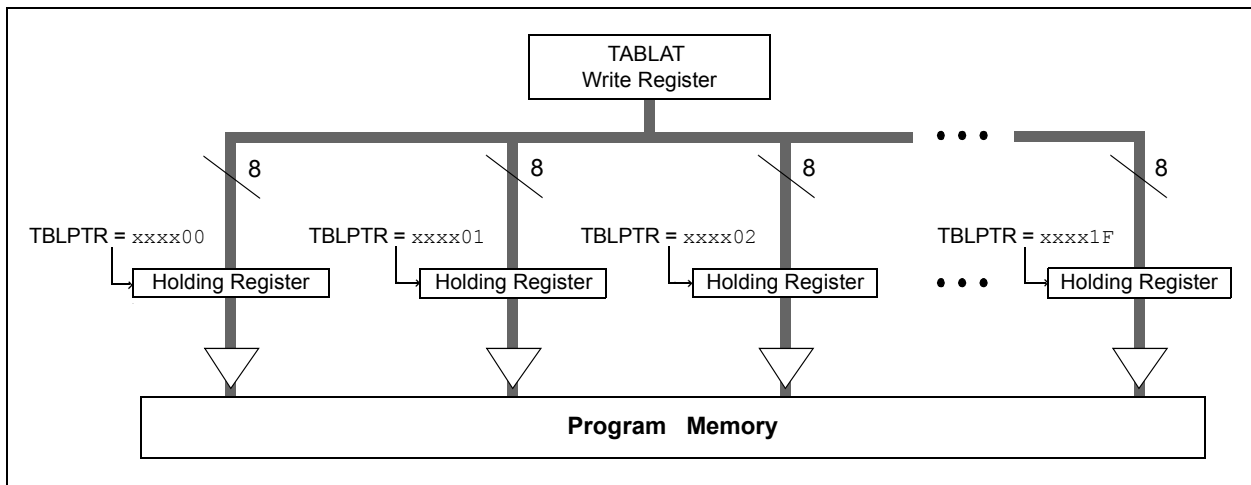 TABLAT
Write Register
8 8 8 8
TBLPTR = xxxx00 TBLPTR = xxxx01 TBLPTR = xxxx02 TBLPTR = xxxx1F
Holding Register Holding Register Holding Register Holding Register
Program Memory